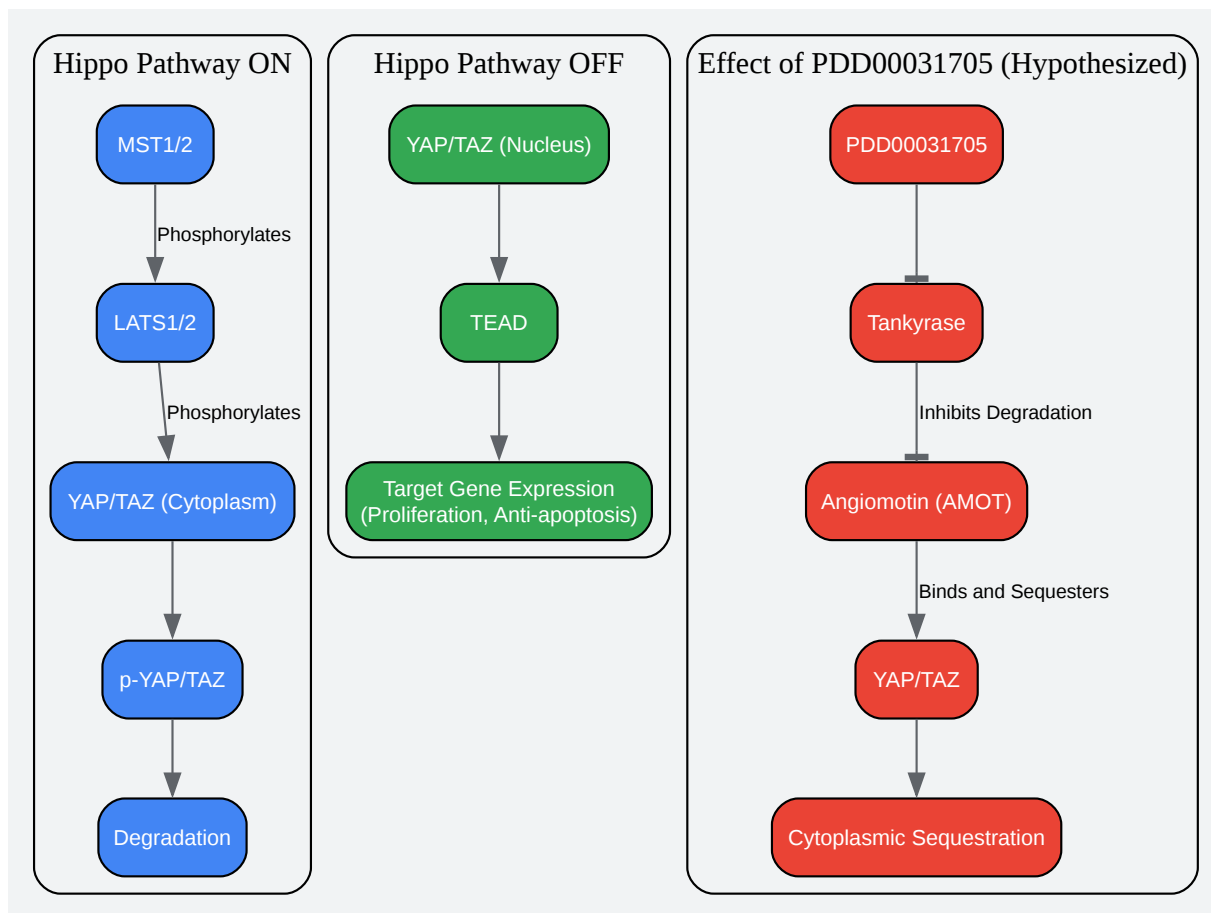 Hippo Pathway ON
MST1/2
Phosphorylates
LATS1/2
Phosphorylates
YAP/TAZ (Cytoplasm)
p-YAP/TAZ
Degradation
Hippo Pathway OFF
YAP/TAZ (Nucleus)
TEAD
Target Gene Expression
(Proliferation, Anti-apoptosis)
Effect of PDD00031705 (Hypothesized)
PDD00031705
Tankyrase
Inhibits Degradation
Angiomotin (AMOT)
Binds and Sequesters
YAP/TAZ
Cytoplasmic Sequestration